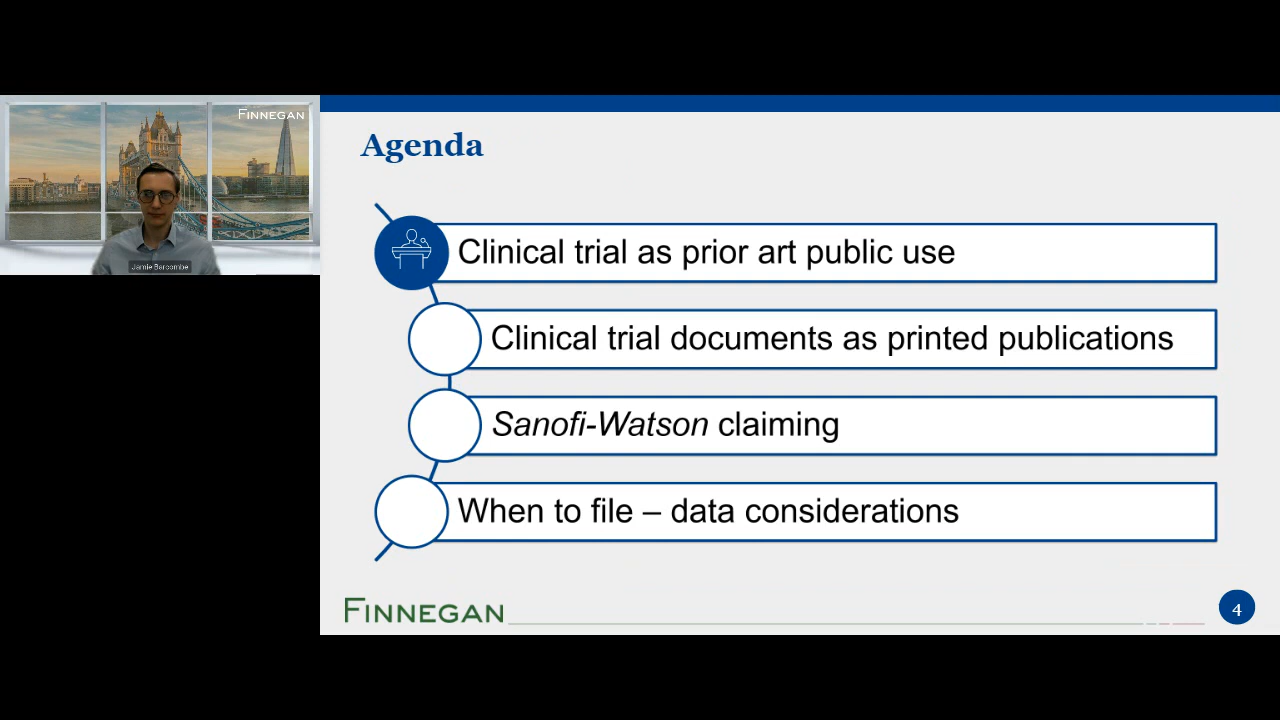 FINNEGAN
Jamie Barcombe
Agenda
Clinical trial as prior art public use
Clinical trial documents as printed publications
Sanofi-Watson claiming
When to file – data considerations
FINNEGAN
4